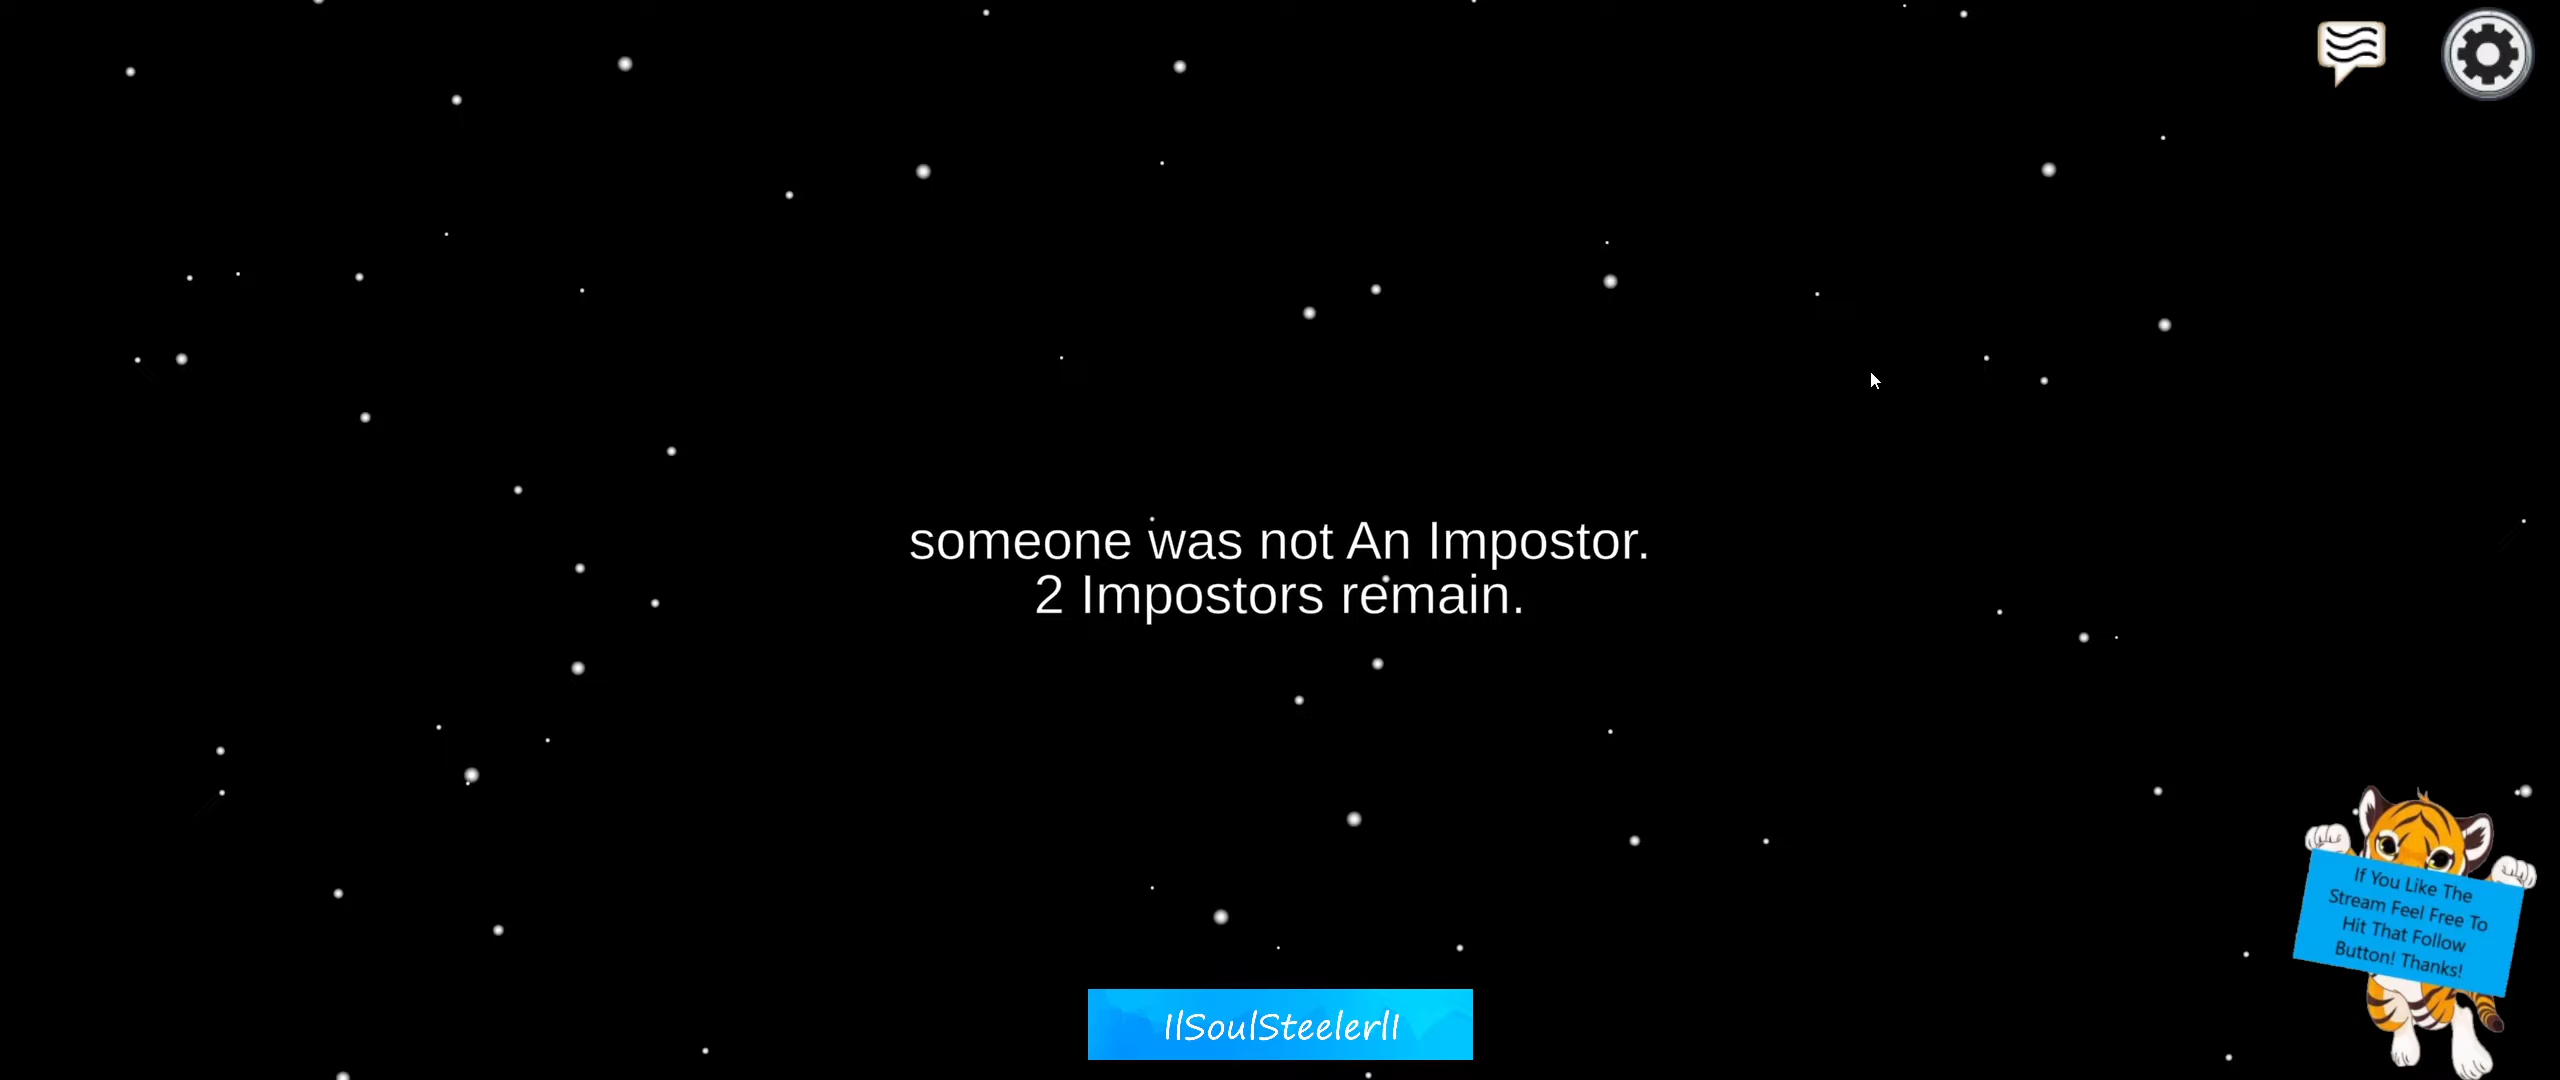 someone was not An Impostor.
2 Impostors remain.
If You Like The
Stream Feel Free To
Hit That Follow
Button! Thanks!
IlSoulSteelerlI